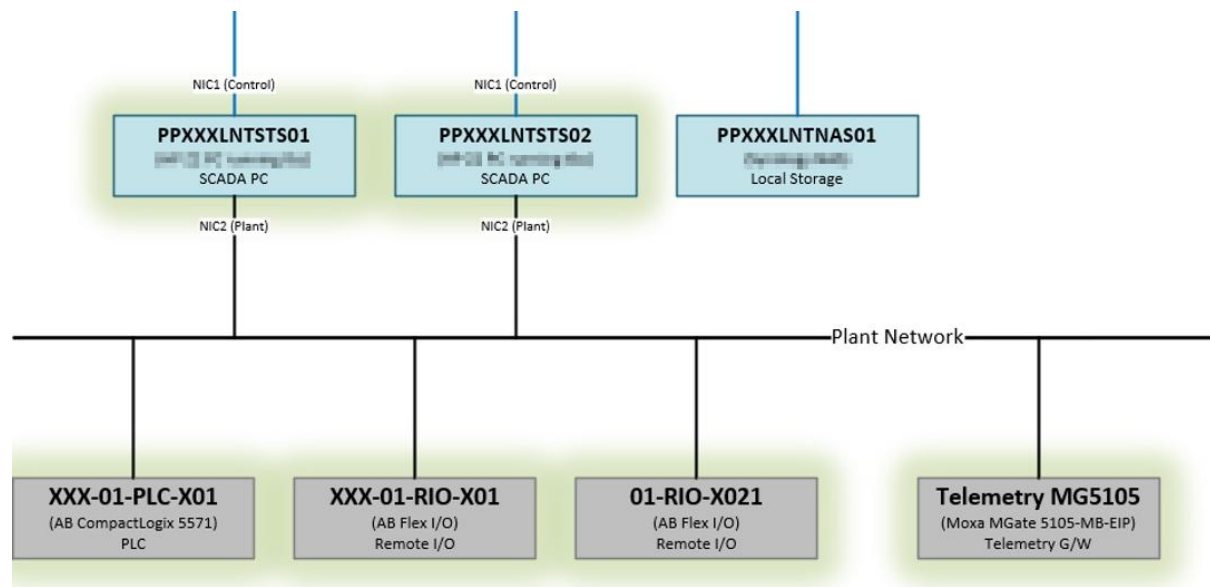 NIC1 (Control)
NIC1 (Control)
PPXXXLNTSTS01
SCADA PC
PPXXXLNTSTS02
SCADA PC
PPXXXLNTNAS01
Local Storage
NIC2 (Plant)
NIC2 (Plant)
Plant Network
XXX-01-PLC-X01
(AB CompactLogix 5571)
PLC
XXX-01-RIO-X01
(AB Flex I/O)
Remote I/O
01-RIO-X021
(AB Flex I/O)
Remote I/O
Telemetry MG5105
(Moxa MGate 5105-MB-EIP)
Telemetry G/W